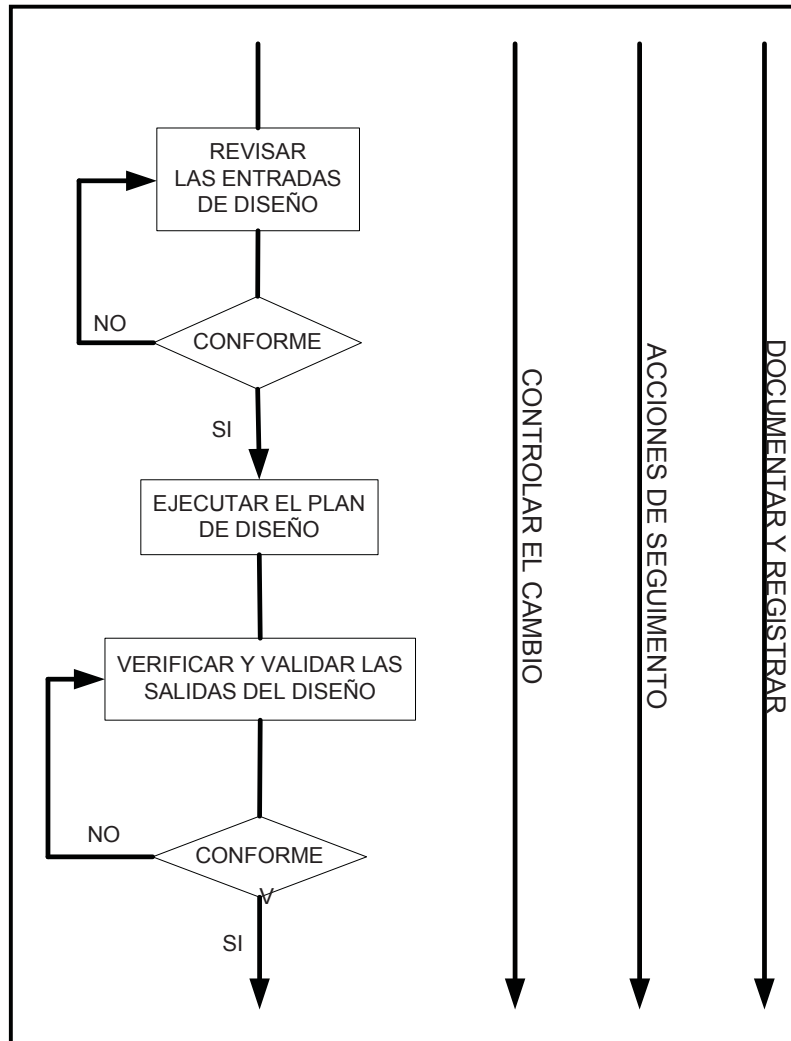 REVISAR
LAS ENTRADAS
DE DISEÑO
NO
CONFORME
SI
EJECUTAR EL PLAN
DE DISEÑO
VERIFICAR Y VALIDAR LAS
SALIDAS DEL DISEÑO
NO
CONFORME
V
SI
CONTROLAR EL CAMBIO
ACCIONES DE SEGUIMENTO
DOCUMENTAR Y REGISTRAR